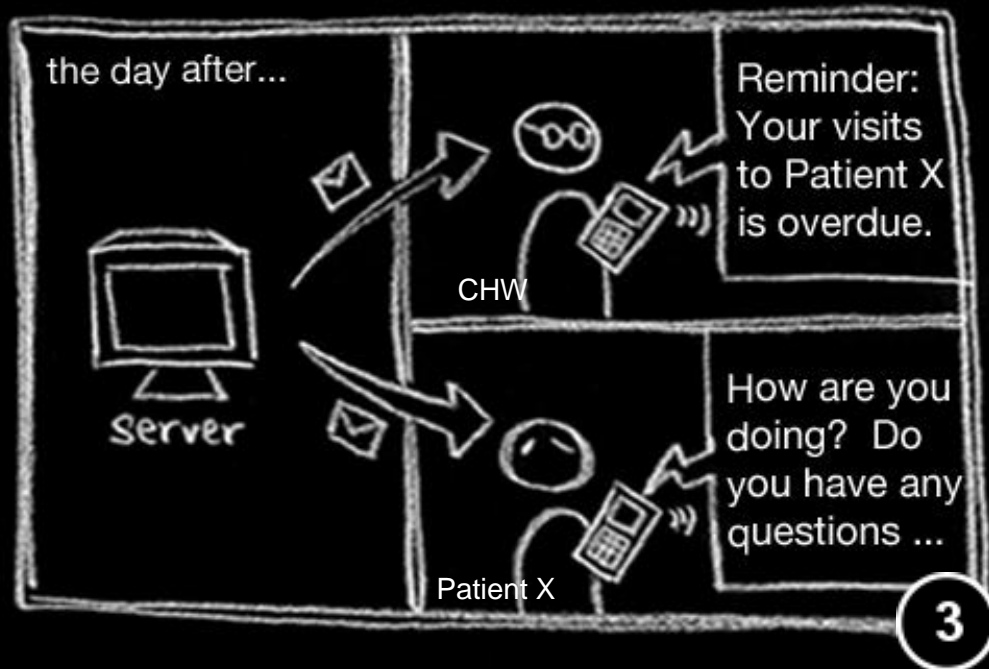 the day after...
server
Reminder:
Your visits
to Patient X
is overdue.
CHW
How are you
doing? Do
you have any
questions ...
Patient X
3